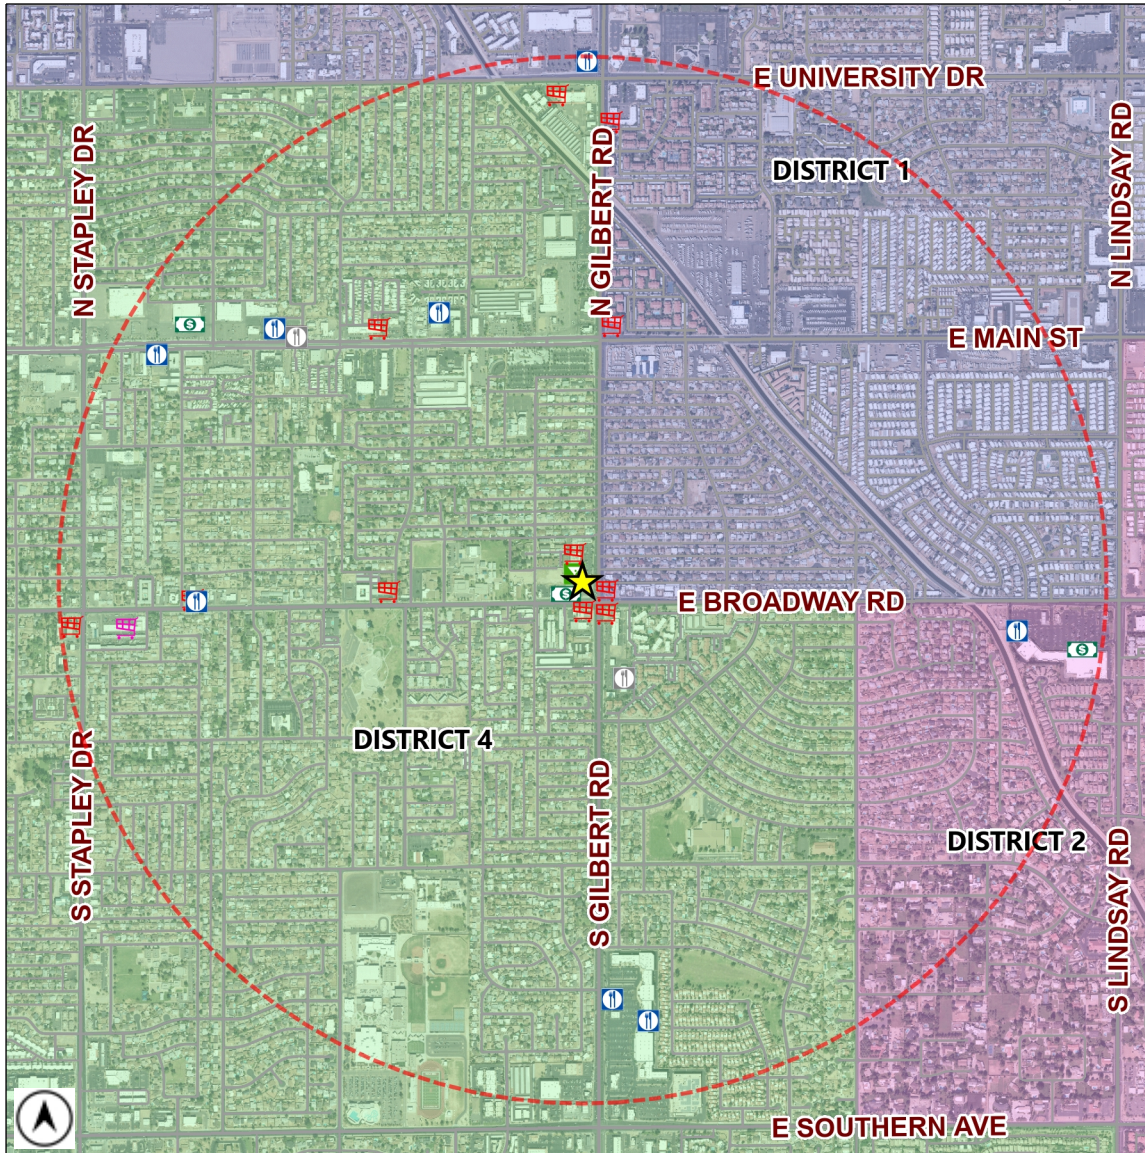 E UNIVERSITY DR
DISTRICT 1
N STAPLEY DR
N GILBERT RD
N LINDSAY RD
E MAIN ST
E BROADWAY RD
DISTRICT 4
S STAPLEY DR
S GILBERT RD
DISTRICT 2
S LINDSAY RD
E SOUTHERN AVE